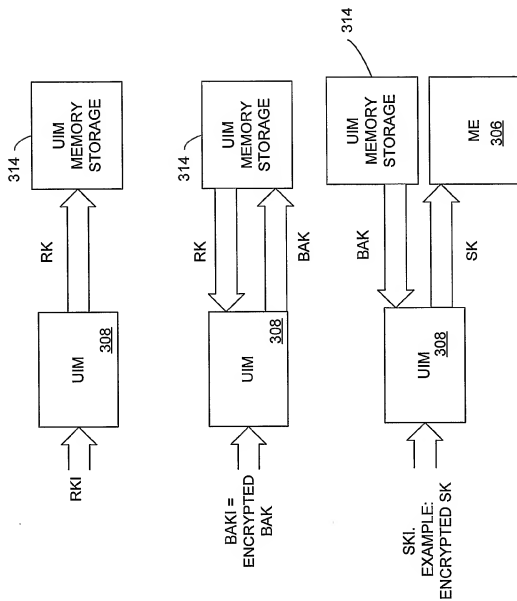 314
RK
UIM
MEMORY
STORAGE
RKI
UIM
308
314
RK
UIM
MEMORY
STORAGE
BAKI =
ENCRYPTED
BAK
UIM
308
BAK
314
BAK
UIM
MEMORY
STORAGE
SKI.
EXAMPLE:
ENCRYPTED SK
UIM
308
SK
ME
306